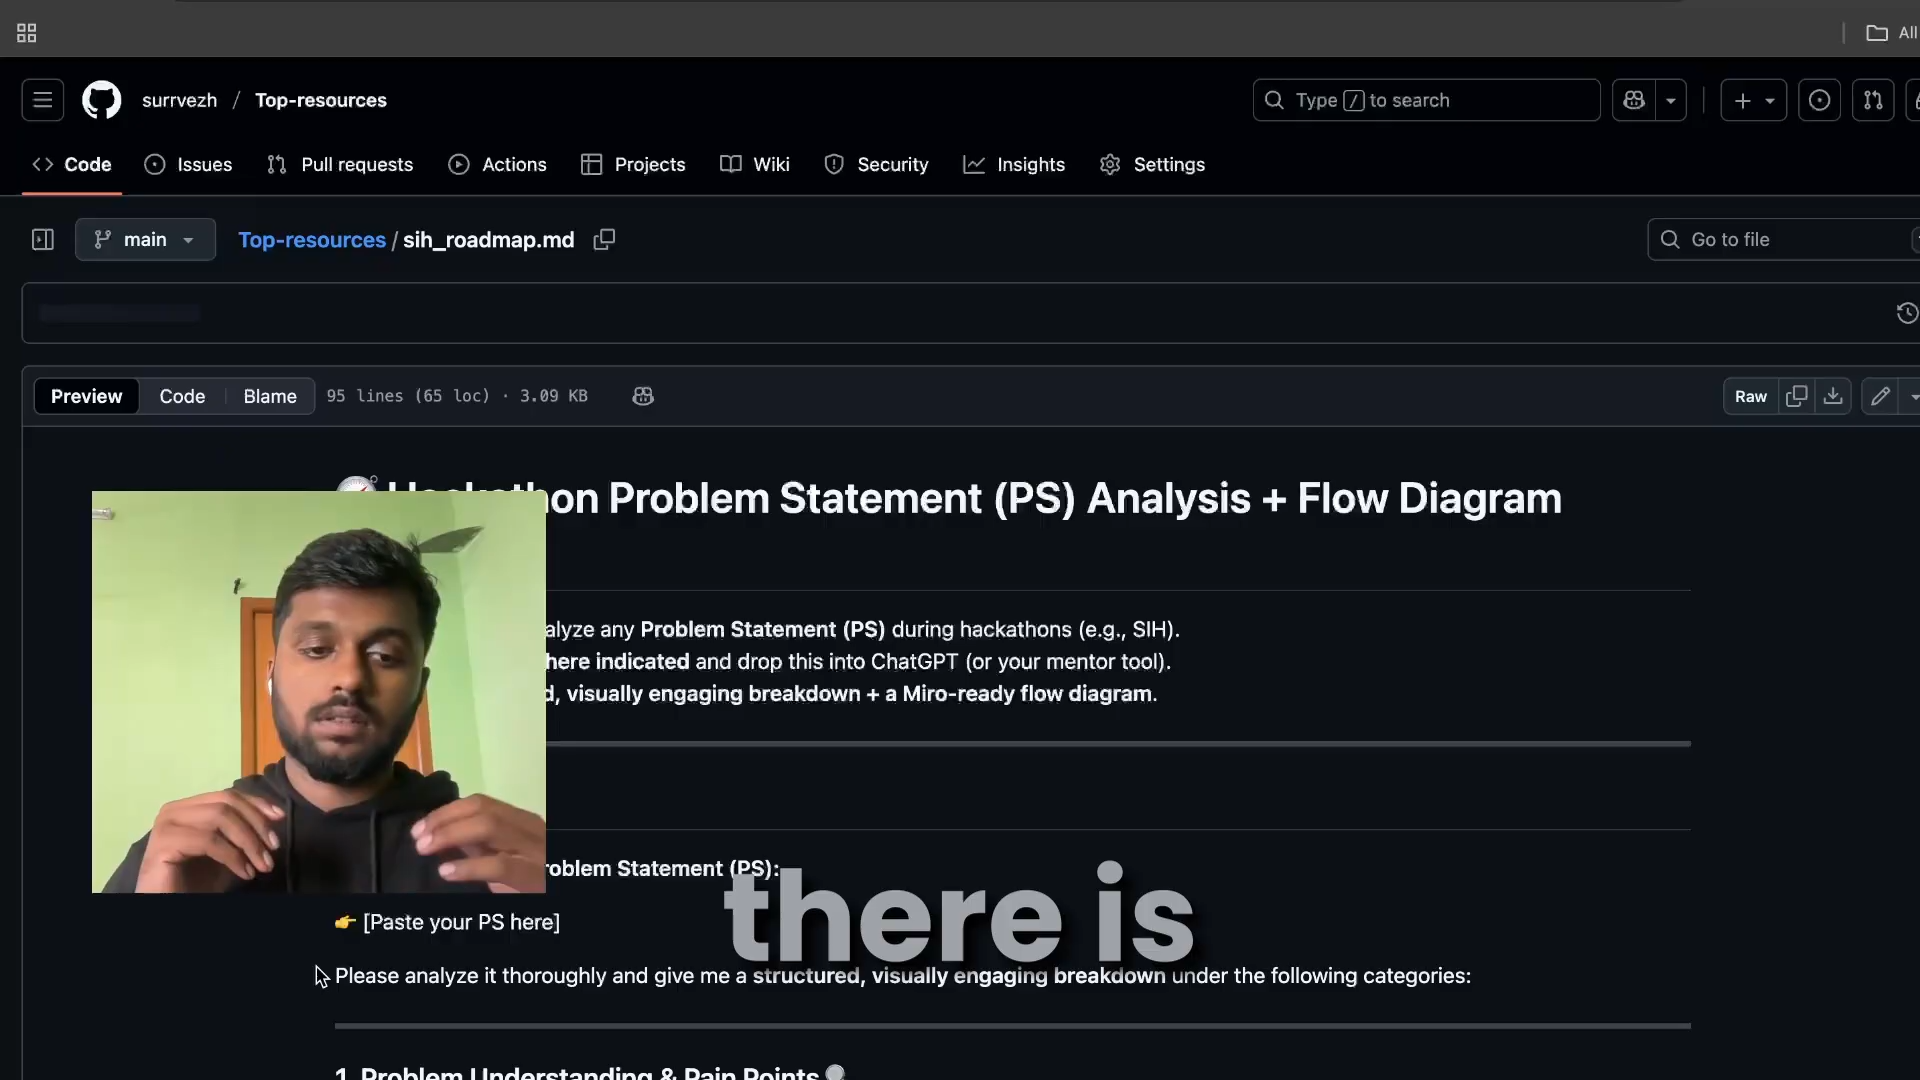 All
surrvezh / Top-resources
Type / to search
Code Issues Pull requests Actions Projects Wiki Security Insights Settings
main Top-resources / sih_roadmap.md Go to file
Preview Code Blame 95 lines (65 loc) · 3.09 KB Raw
on Problem Statement (PS) Analysis + Flow Diagram
alyze any Problem Statement (PS) during hackathons (e.g., SIH).
here indicated and drop this into ChatGPT (or your mentor tool).
d, visually engaging breakdown + a Miro-ready flow diagram.
roblem Statement (PS):
there is
👉 [Paste your PS here]
Please analyze it thoroughly and give me a structured, visually engaging breakdown under the following categories:
1. Problem Understanding & Pain Points